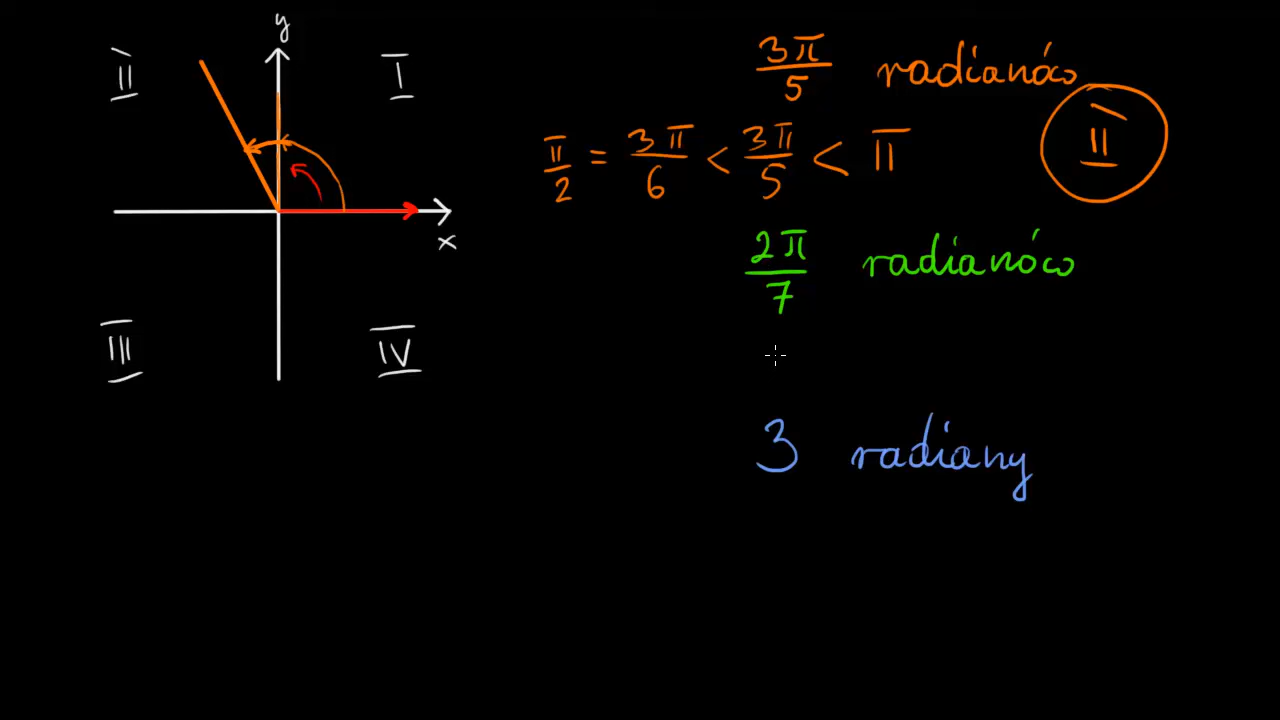 y
II
I
x
III
IV
3π/5 radianów
π/2 = 3π/6 < 3π/5 < π
II
2π/7 radianów
3 radiany